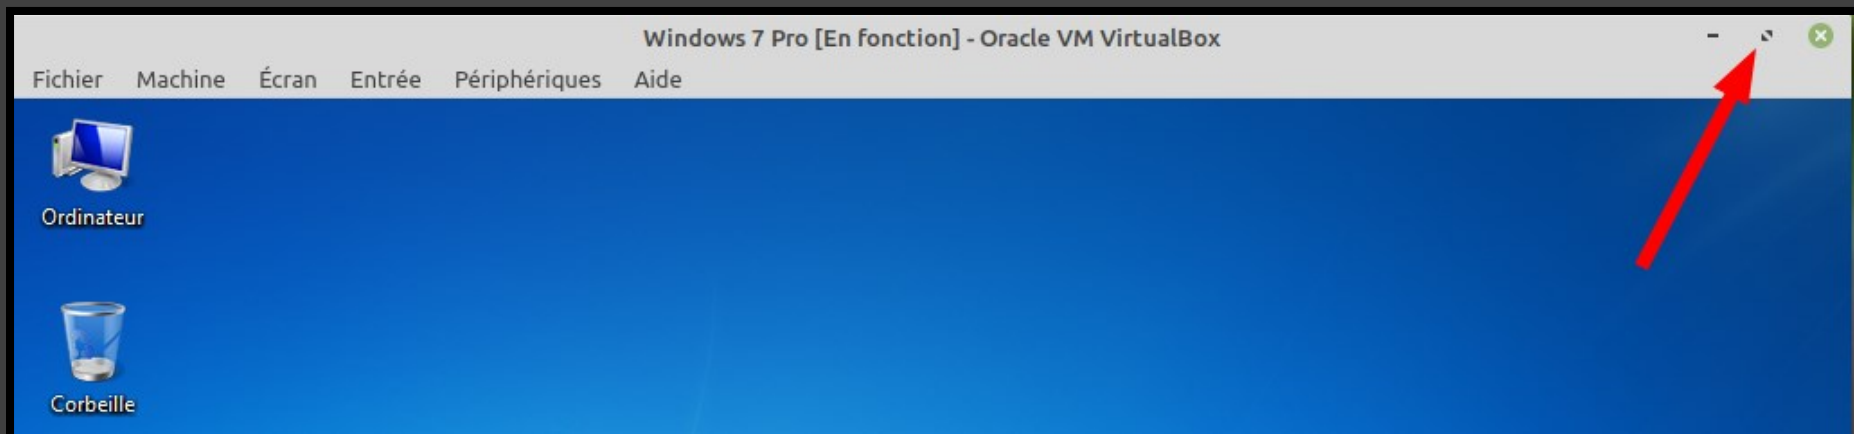 Windows 7 Pro [En fonction] - Oracle VM VirtualBox
Fichier Machine Écran Entrée Périphériques Aide
Ordinateur
Corbeille